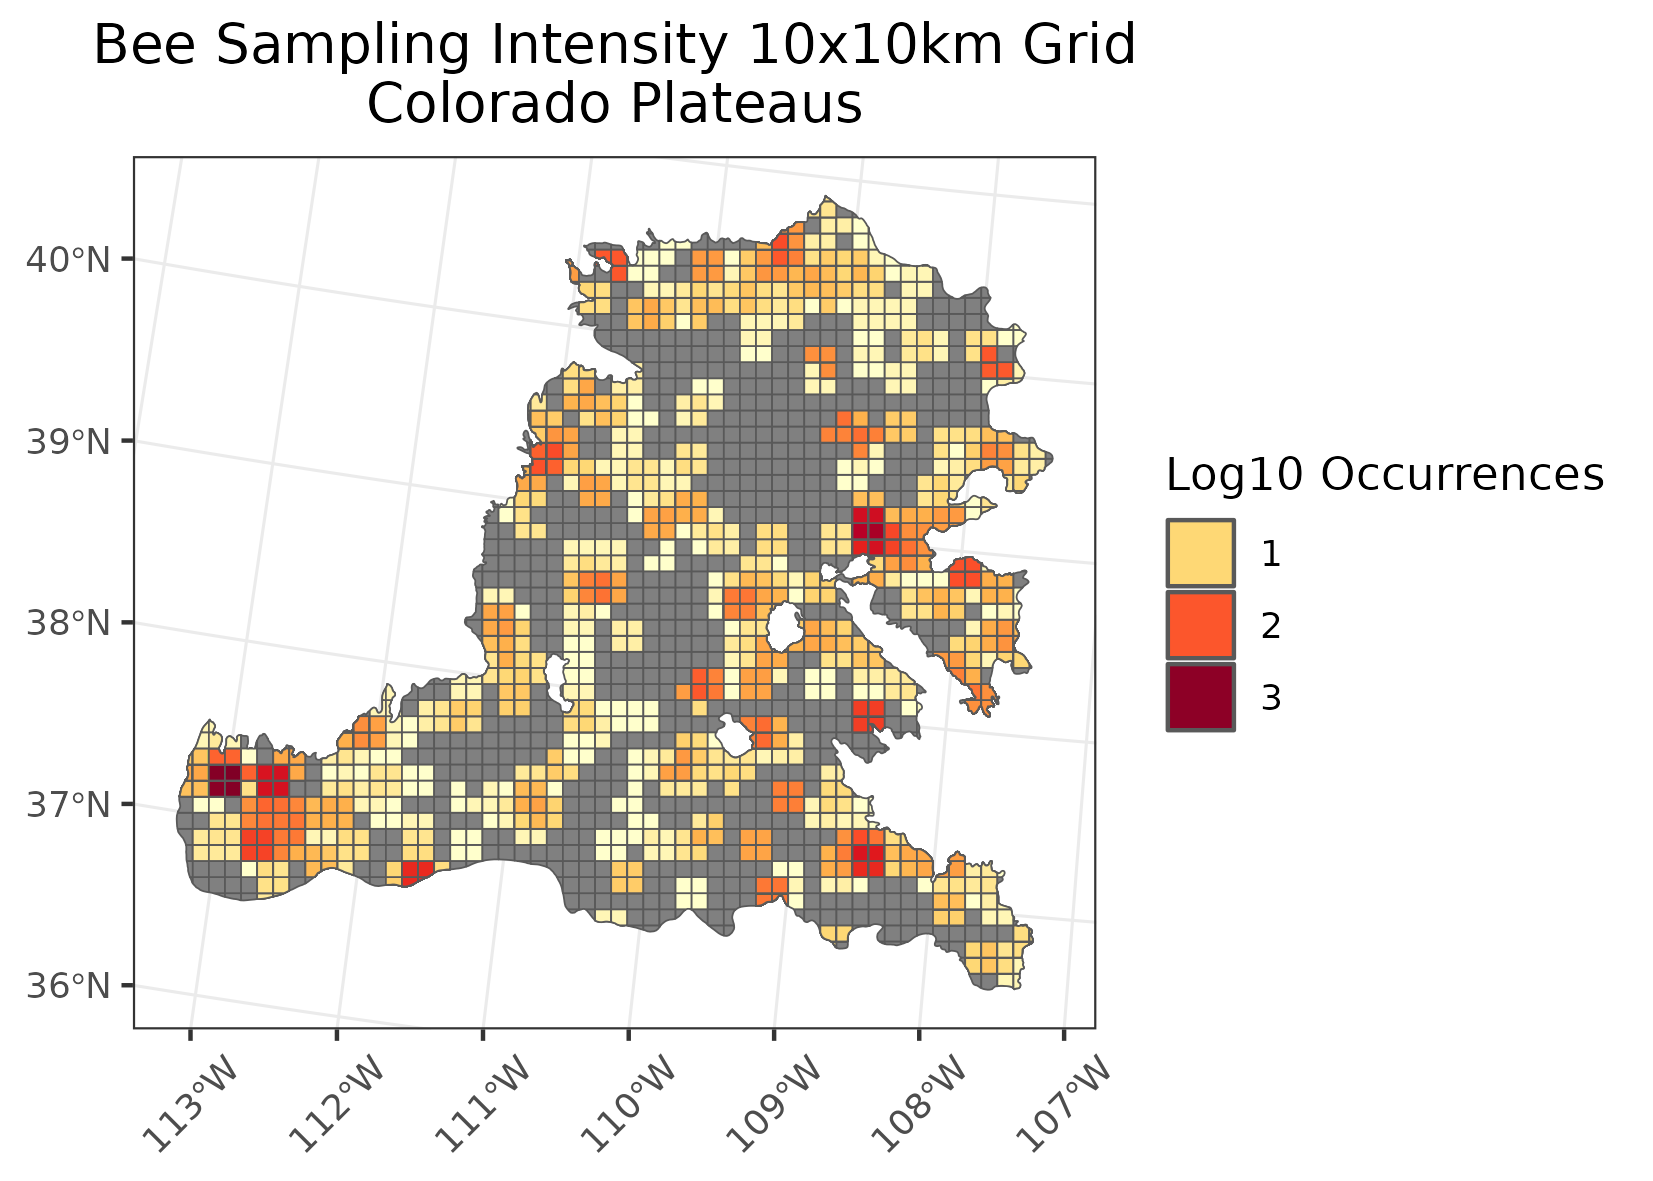 Bee Sampling Intensity 10x10km Grid
Colorado Plateaus
40°N
39°N
38°N
37°N
36°N
113°W
112°W
111°W
110°W
109°W
108°W
107°W
Log10 Occurrences
1
2
3